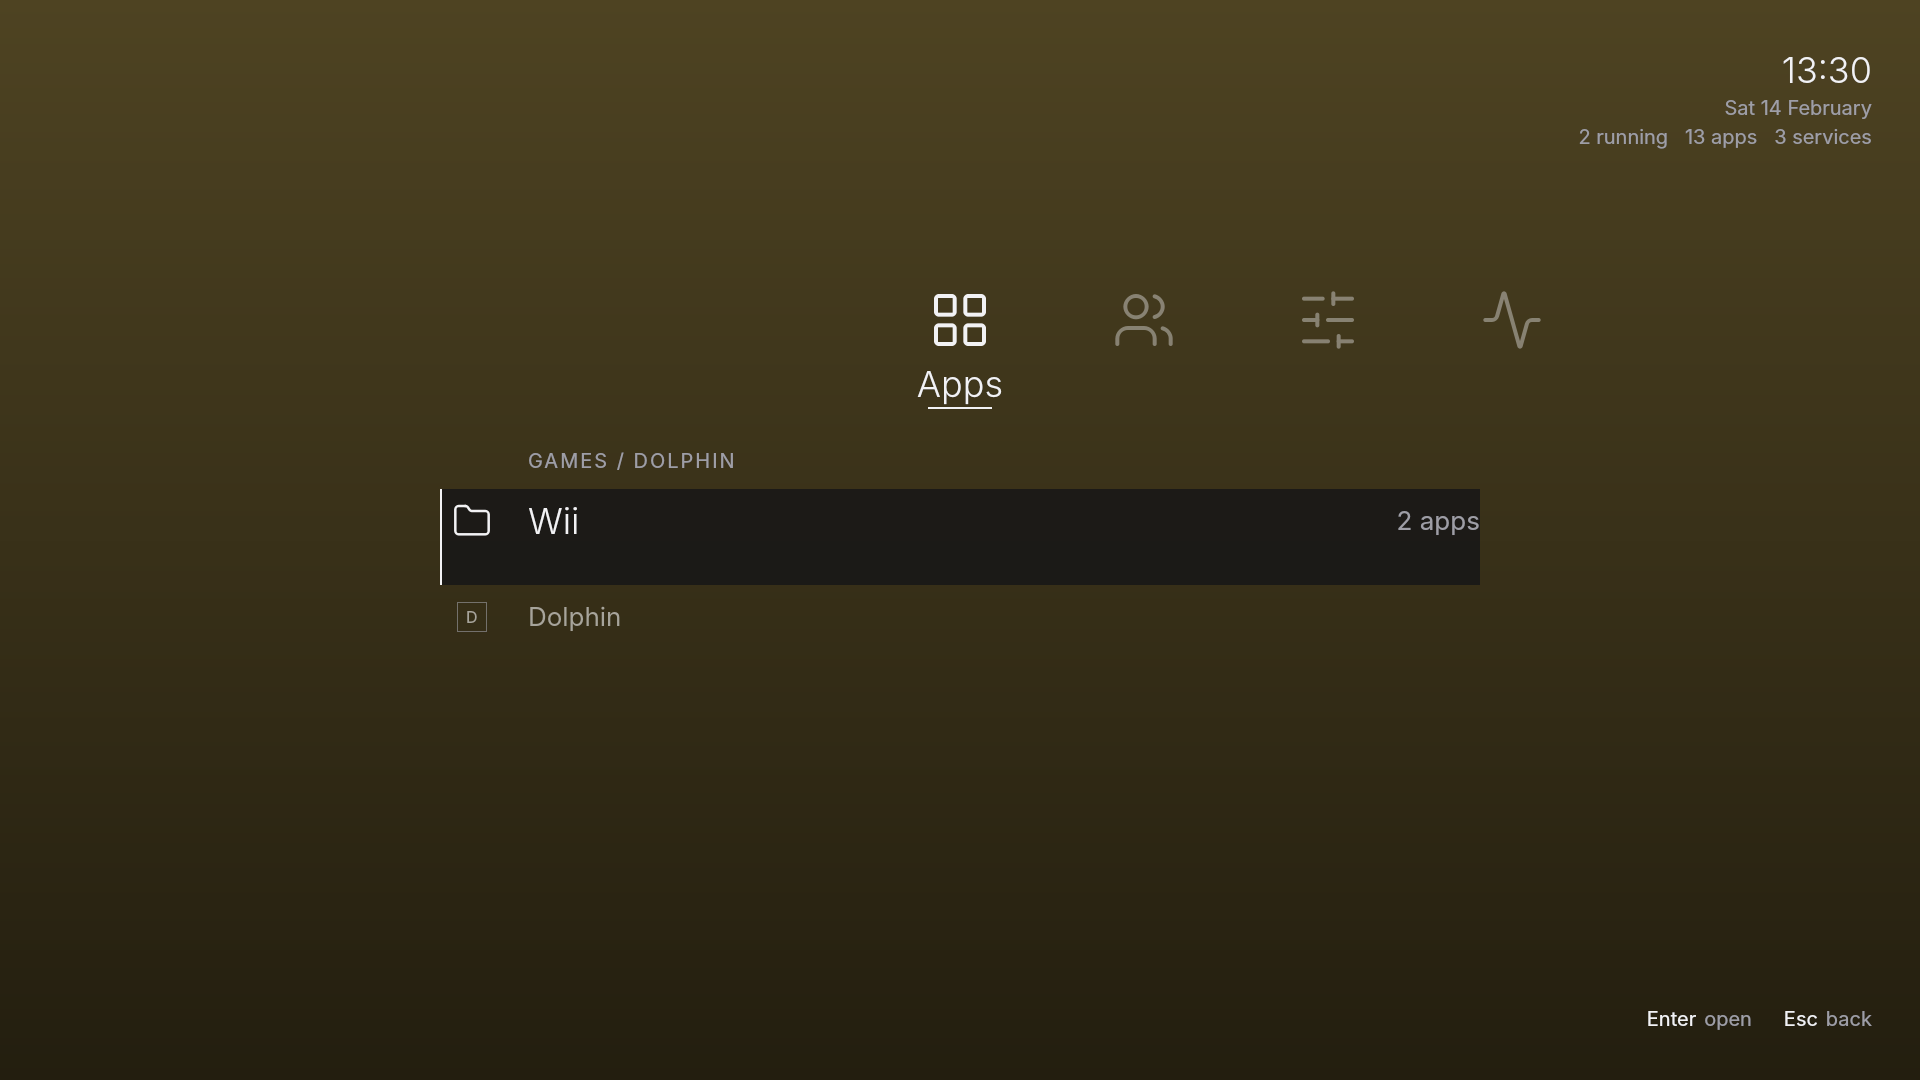 13:30
Sat 14 February
2 running 13 apps 3 services
Apps
GAMES / DOLPHIN
Wii 2 apps
D Dolphin
Enter open Esc back